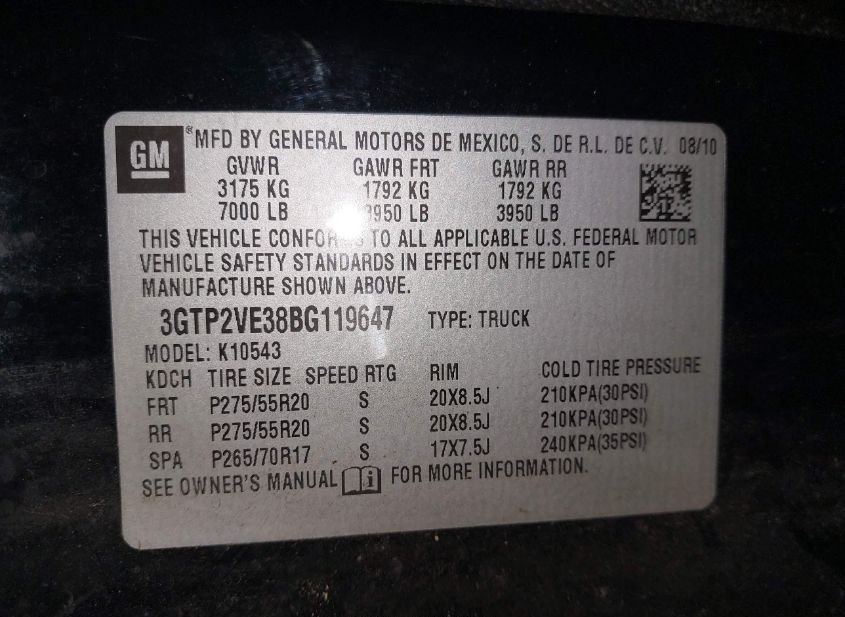 GM
® MFD BY GENERAL MOTORS DE MEXICO, S. DE R.L. DE C.V. 08/10
GVWR GAWR FRT GAWR RR
3175 KG 1792 KG 1792 KG
7000 LB 3950 LB 3950 LB
THIS VEHICLE TO ALL APPLICABLE U.S. FEDERAL MOTOR
VEHICLE SAFETY STANDARDS IN EFFECT ON THE DATE OF
MANUFACTURE SHOWN ABOVE.
3GTP2VE38BG119647 TYPE: TRUCK
MODEL: K10543
KDCH TIRE SIZE SPEED RTG RIM COLD TIRE PRESSURE
FRT P275/55R20 S 20X8.5J 210KPA(30PSI)
RR P275/55R20 S 20X8.5J 210KPA(30PSI)
SPA P265/70R17 S 17X7.5J 240KPA(35PSI)
SEE OWNER'S MANUAL i FOR MORE INFORMATION.